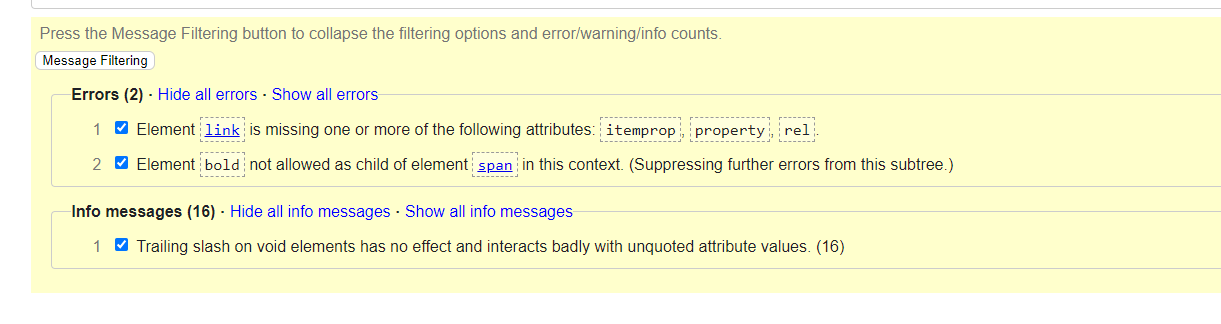 Press the Message Filtering button to collapse the filtering options and error/warning/info counts.
Message Filtering
Errors (2) · Hide all errors · Show all errors
1 Element link is missing one or more of the following attributes: itemprop, property, rel.
2 Element bold not allowed as child of element span in this context. (Suppressing further errors from this subtree.)
Info messages (16) · Hide all info messages · Show all info messages
1 Trailing slash on void elements has no effect and interacts badly with unquoted attribute values. (16)